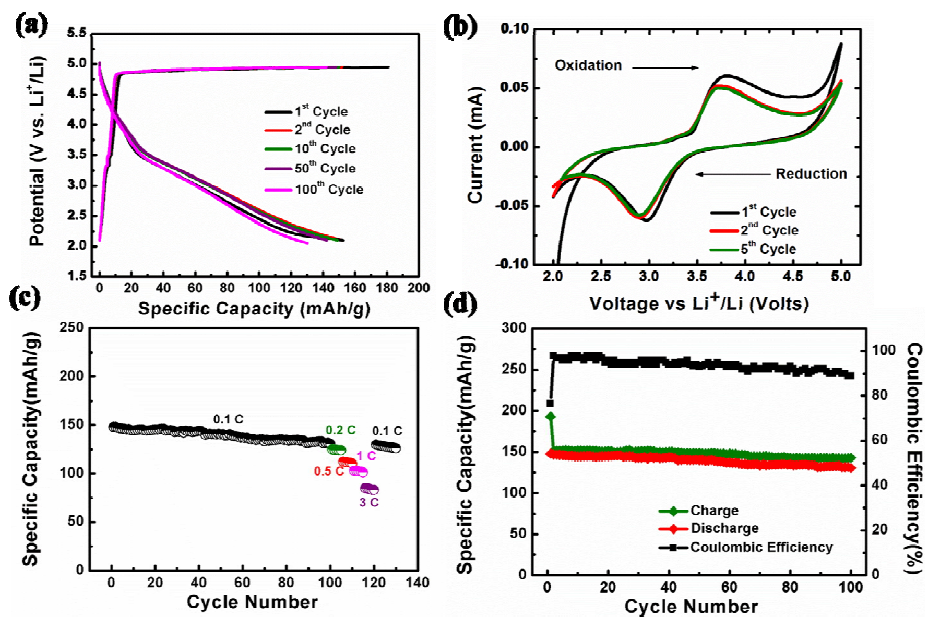 (a)
Potential (V vs. Li+/Li)
5.5
5.0
4.5
4.0
3.5
3.0
2.5
2.0
1.5
1st Cycle
2nd Cycle
10th Cycle
50th Cycle
100th Cycle
0 20 40 60 80 100 120 140 160 180 200
Specific Capacity (mAh/g)
(b)
Current (mA)
0.10
0.05
0.00
-0.05
-0.10
Oxidation
Reduction
1st Cycle
2nd Cycle
5th Cycle
2.0 2.5 3.0 3.5 4.0 4.5 5.0
Voltage vs Li+/Li (Volts)
(c)
Specific Capacity(mAh/g)
250
200
150
100
50
0
0.1 C
0.2 C
0.1 C
1 C
0.5 C
3 C
0 20 40 60 80 100 120 140
Cycle Number
(d)
Specific Capacity(mAh/g)
300
250
200
150
100
50
0
Charge
Discharge
Coulombic Efficiency
100
80
60
40
20
0
Coulombic Efficiency(%)
0 20 40 60 80 100
Cycle Number